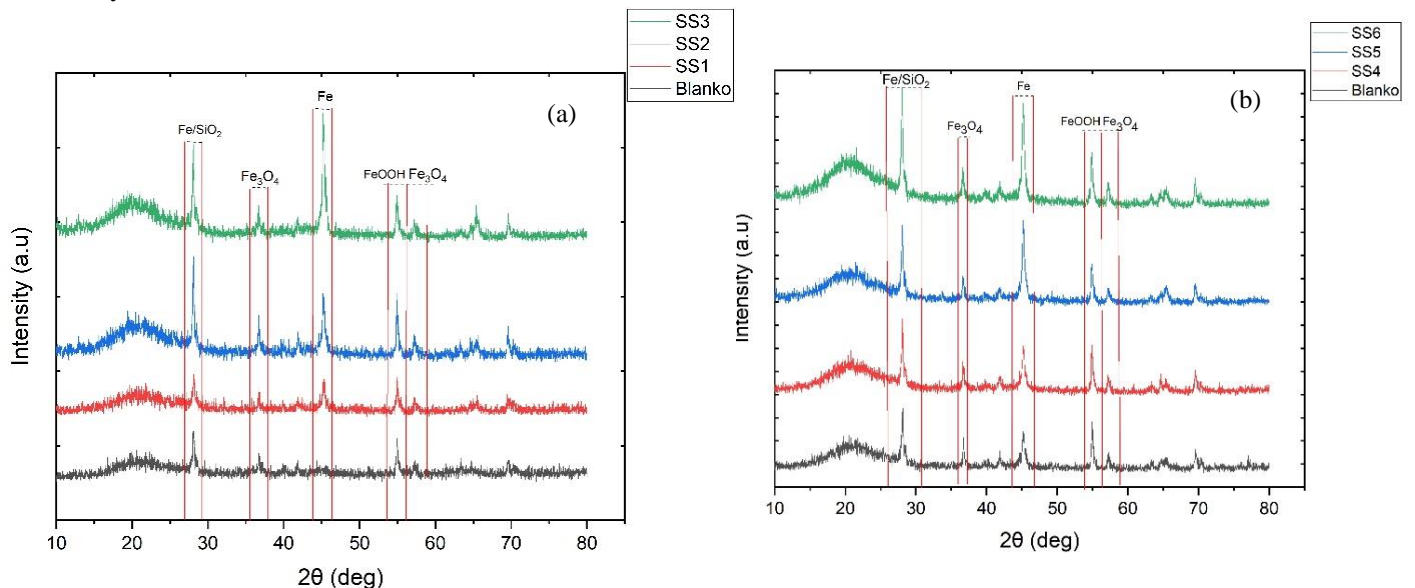 SS3
SS2
SS1
Blanko
(a)
Fe
Fe/SiO2
Fe3O4
FeOOH Fe3O4
Intensity (a.u)
10 20 30 40 50 60 70 80
2θ (deg)
SS6
SS5
SS4
Blanko
(b)
Fe/SiO2
Fe
Fe3O4
FeOOH Fe3O4
Intensity (a.u)
10 20 30 40 50 60 70 80
2θ (deg)